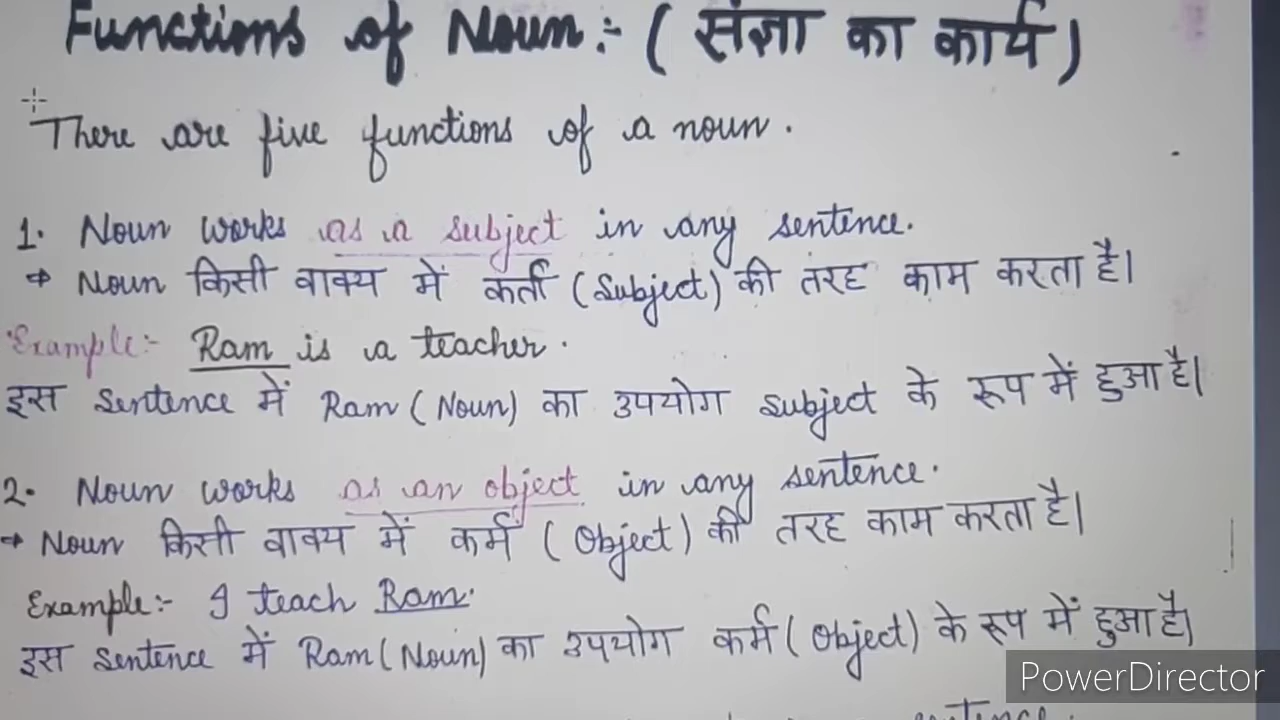 Functions of Noun :- ( संज्ञा का कार्य )
There are five functions of a noun.
1. Noun works as a subject in any sentence.
→ Noun किसी वाक्य में कर्ता (Subject) की तरह काम करता है।
Example:- Ram is a teacher.
इस sentence में Ram (Noun) का उपयोग subject के रूप में हुआ है।
2. Noun works as an object in any sentence.
→ Noun किसी वाक्य में कर्म (Object) की तरह काम करता है।
Example:- I teach Ram.
इस sentence में Ram (Noun) का उपयोग कर्म (Object) के रूप में हुआ है।
PowerDirector
sentence.